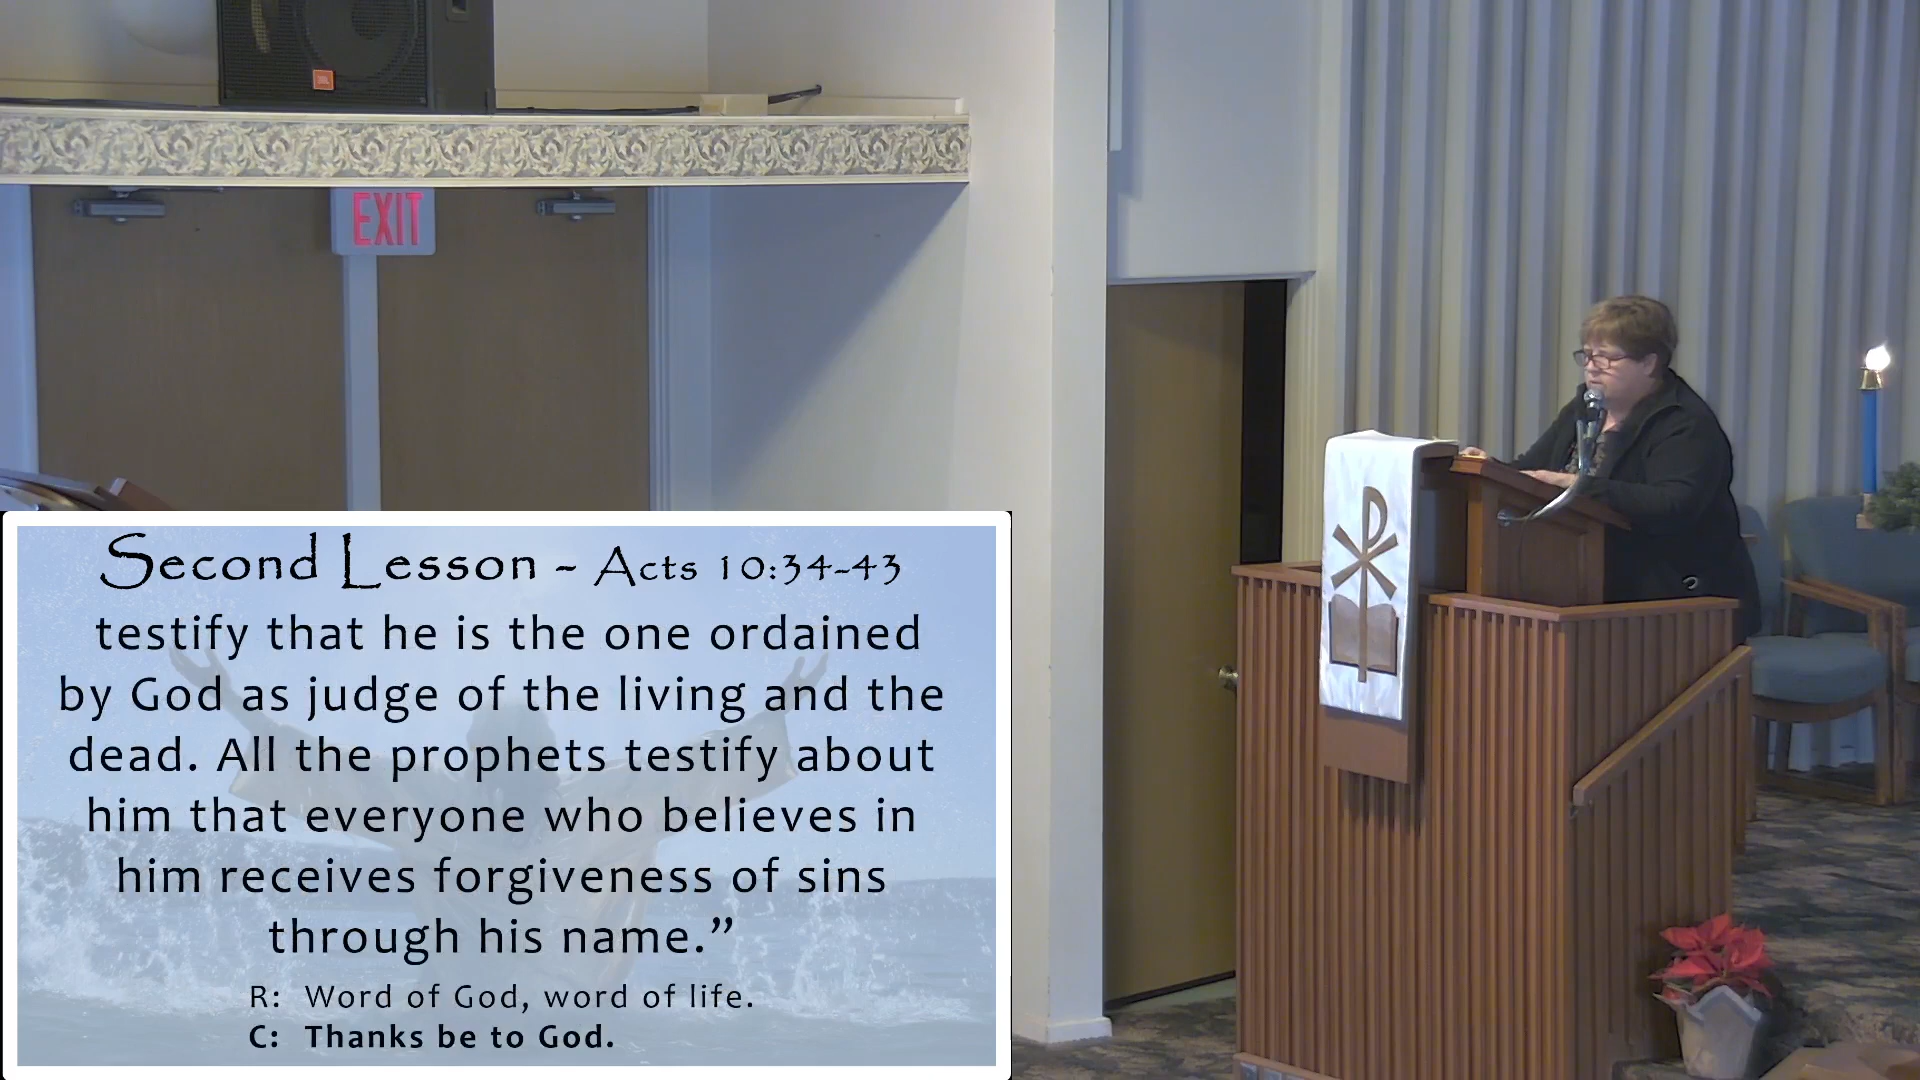 EXIT
Second Lesson - Acts 10:34-43
testify that he is the one ordained
by God as judge of the living and the
dead. All the prophets testify about
him that everyone who believes in
him receives forgiveness of sins
through his name.”
R: Word of God, word of life.
C: Thanks be to God.